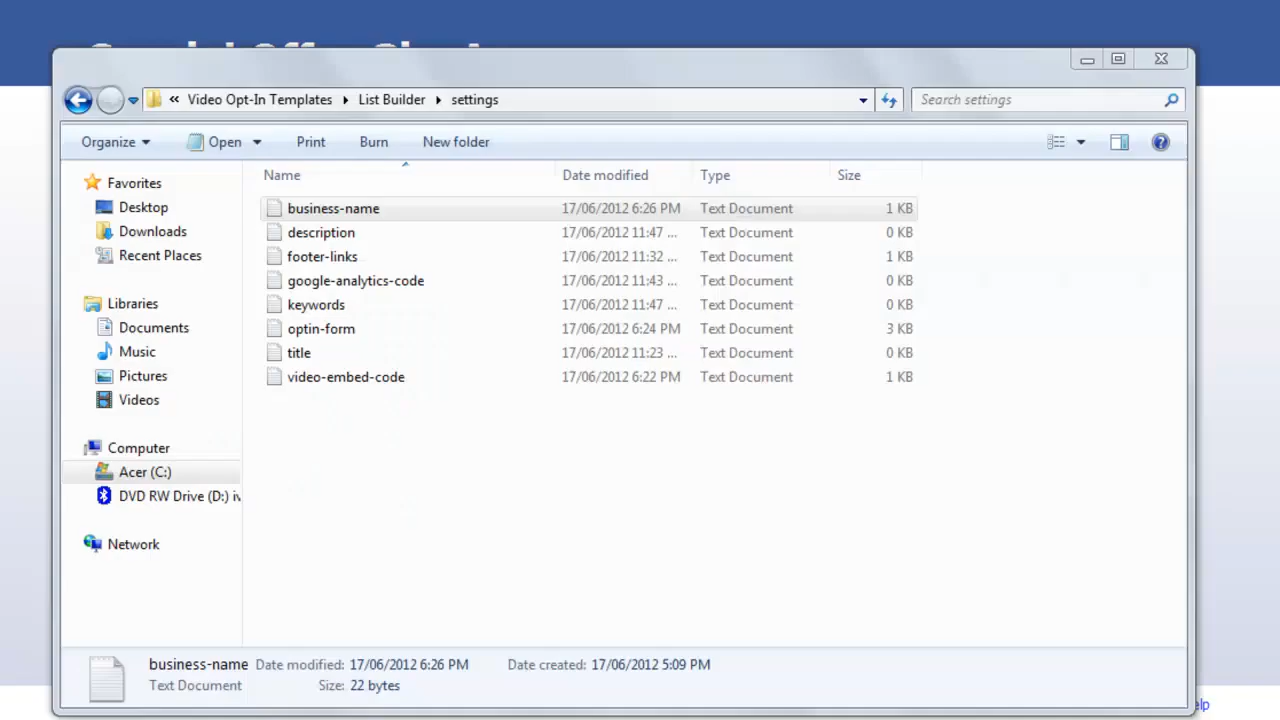 « Video Opt-In Templates List Builder settings
Search settings
Organize Open Print Burn New folder
Name Date modified Type Size
Favorites
Desktop
Downloads
Recent Places
Libraries
Documents
Music
Pictures
Videos
Computer
Acer (C:)
DVD RW Drive (D:) iv
Network
business-name 17/06/2012 6:26 PM Text Document 1 KB
description 17/06/2012 11:47 ... Text Document 0 KB
footer-links 17/06/2012 11:32 ... Text Document 1 KB
google-analytics-code 17/06/2012 11:43 ... Text Document 0 KB
keywords 17/06/2012 11:47 ... Text Document 0 KB
optin-form 17/06/2012 6:24 PM Text Document 3 KB
title 17/06/2012 11:23 ... Text Document 0 KB
video-embed-code 17/06/2012 6:22 PM Text Document 1 KB
business-name Date modified: 17/06/2012 6:26 PM Date created: 17/06/2012 5:09 PM
Text Document Size: 22 bytes
elp